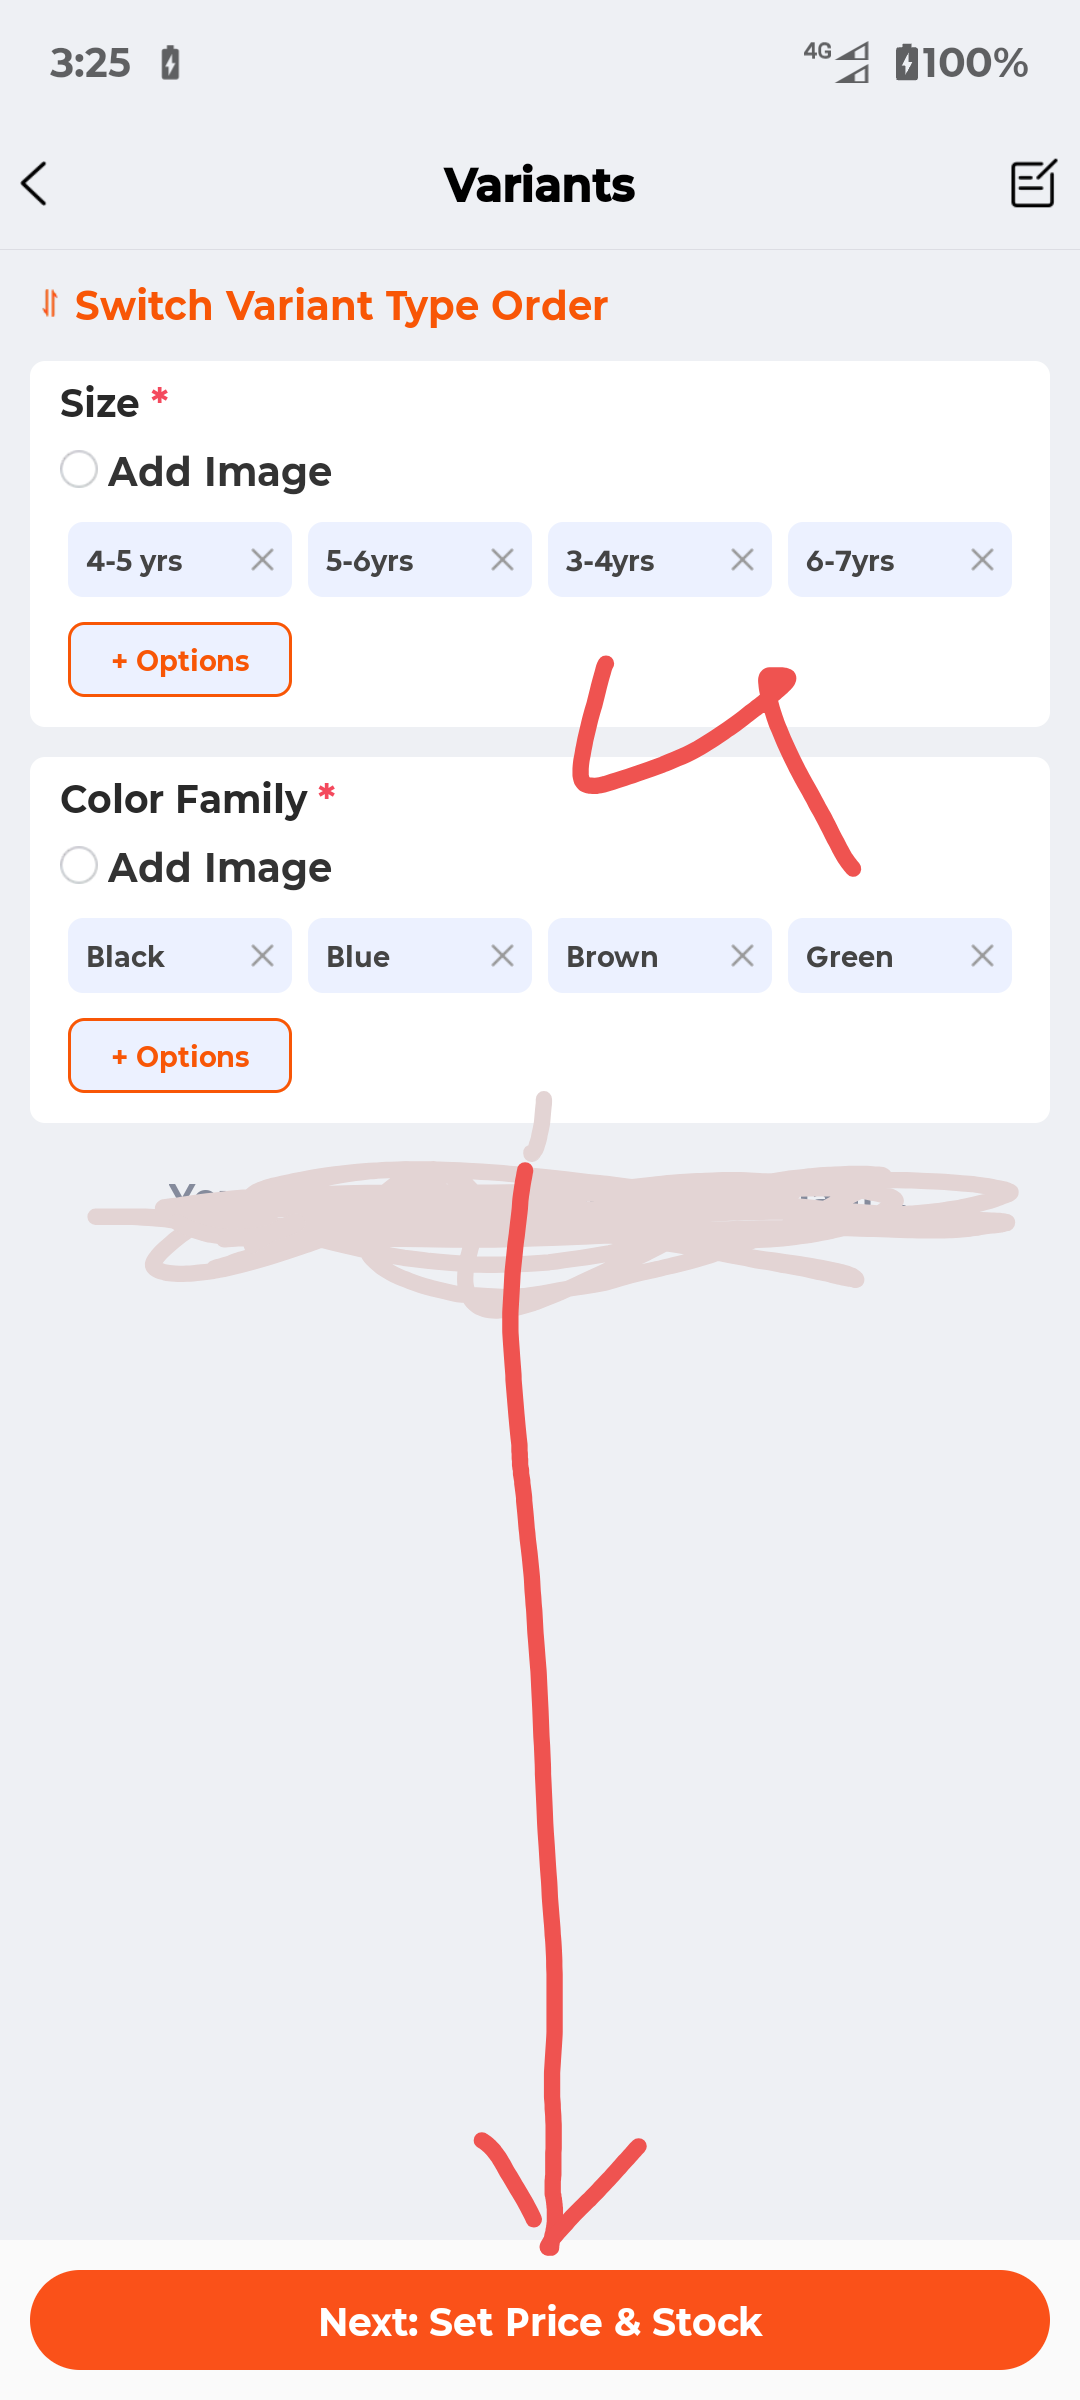 3:25 4G 100%
Variants
Switch Variant Type Order
Size *
Add Image
4-5 yrs 5-6yrs 3-4yrs 6-7yrs
+ Options
Color Family *
Add Image
Black Blue Brown Green
+ Options
Next: Set Price & Stock